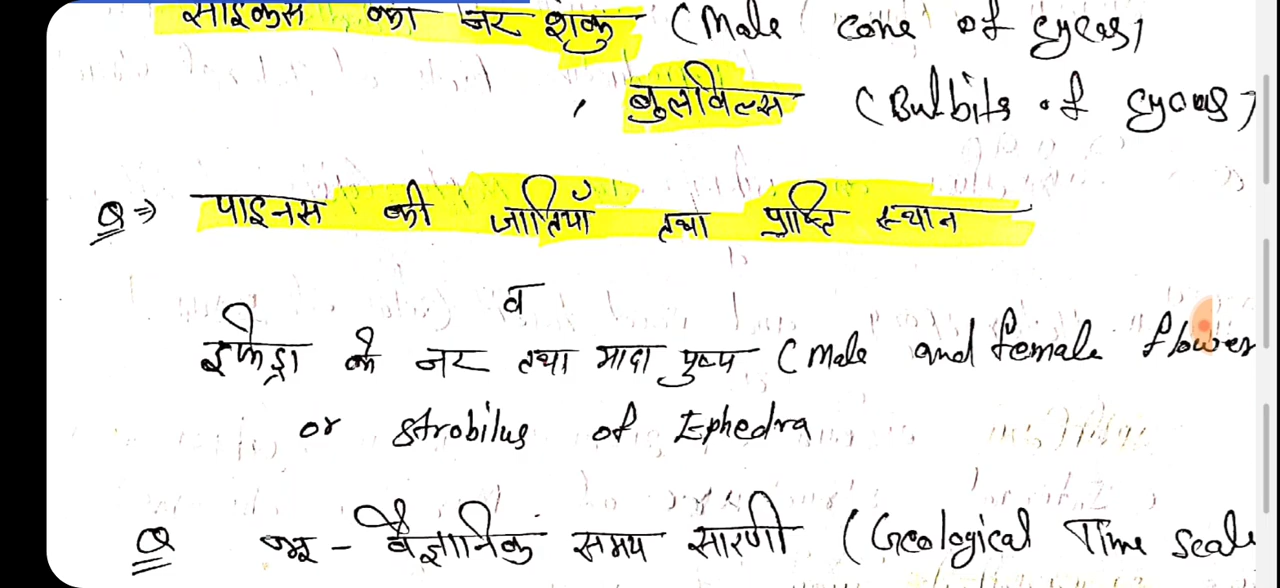 साइकस का नर शंकु (Male cone of cycas)
, बुलविल्स (Bulbils of cycas)
Q ⇒ पाइनस की जातियाँ तथा प्राप्ति स्थान
व
इफेड्रा के नर तथा मादा पुष्प (Male and female flower
or strobilus of Ephedra
Q भू-वैज्ञानिक समय सारणी (Geological Time scale